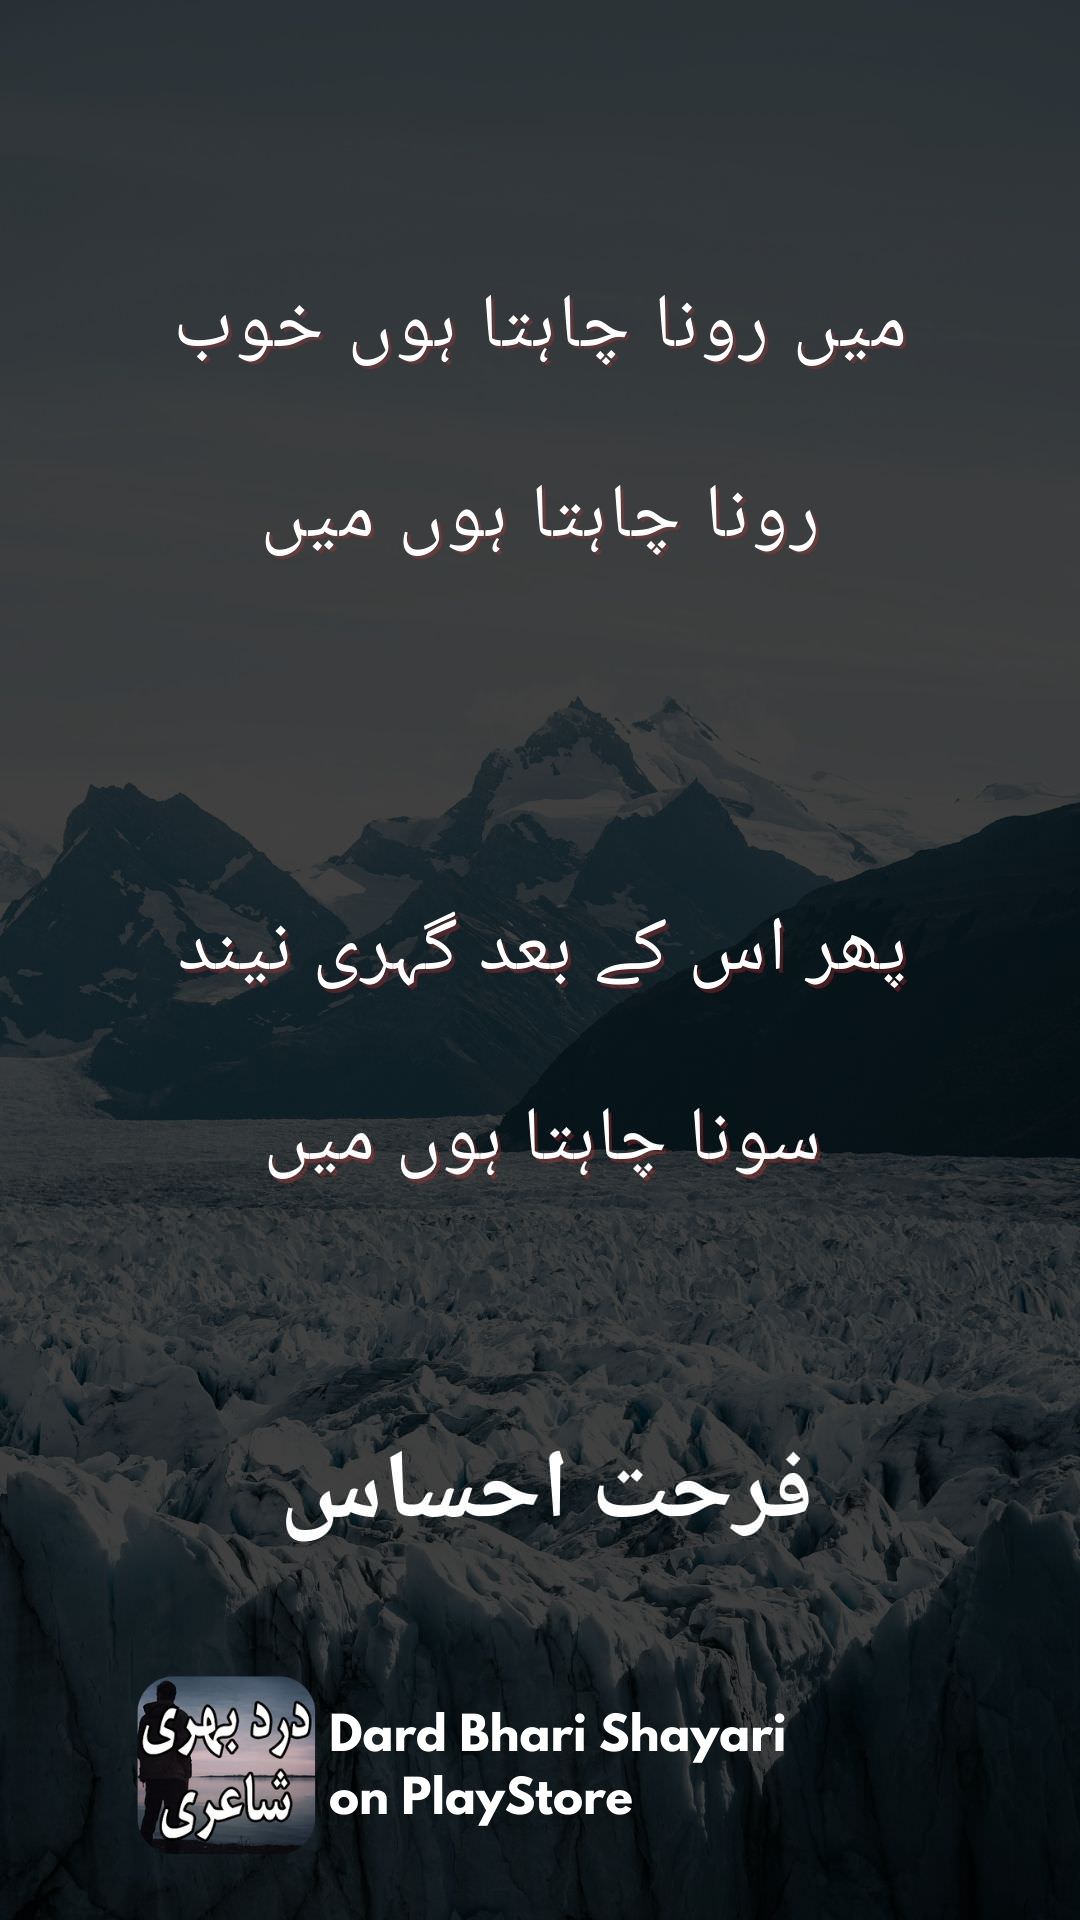 میں رونا چاہتا ہوں خوب
رونا چاہتا ہوں میں
پھر اس کے بعد گہری نیند
سونا چاہتا ہوں میں
فرحت احساس
درد بھری
شاعری
Dard Bhari Shayari
on PlayStore